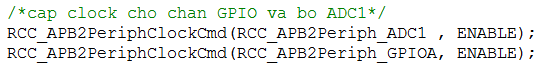 /*cap clock cho chan GPIO va bo ADC1*/
RCC_APB2PeriphClockCmd(RCC_APB2Periph_ADC1 , ENABLE);
RCC_APB2PeriphClockCmd(RCC_APB2Periph_GPIOA, ENABLE);